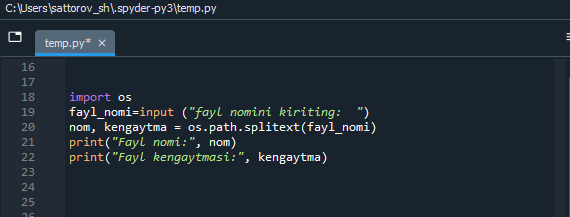 C:\Users\sattorov_sh\.spyder-py3\temp.py
temp.py*
16
17
18 import os
19 fayl_nomi=input ("fayl nomini kiriting:  ")
20 nom, kengaytma = os.path.splitext(fayl_nomi)
21 print("Fayl nomi:", nom)
22 print("Fayl kengaytmasi:", kengaytma)
23
24
25
26